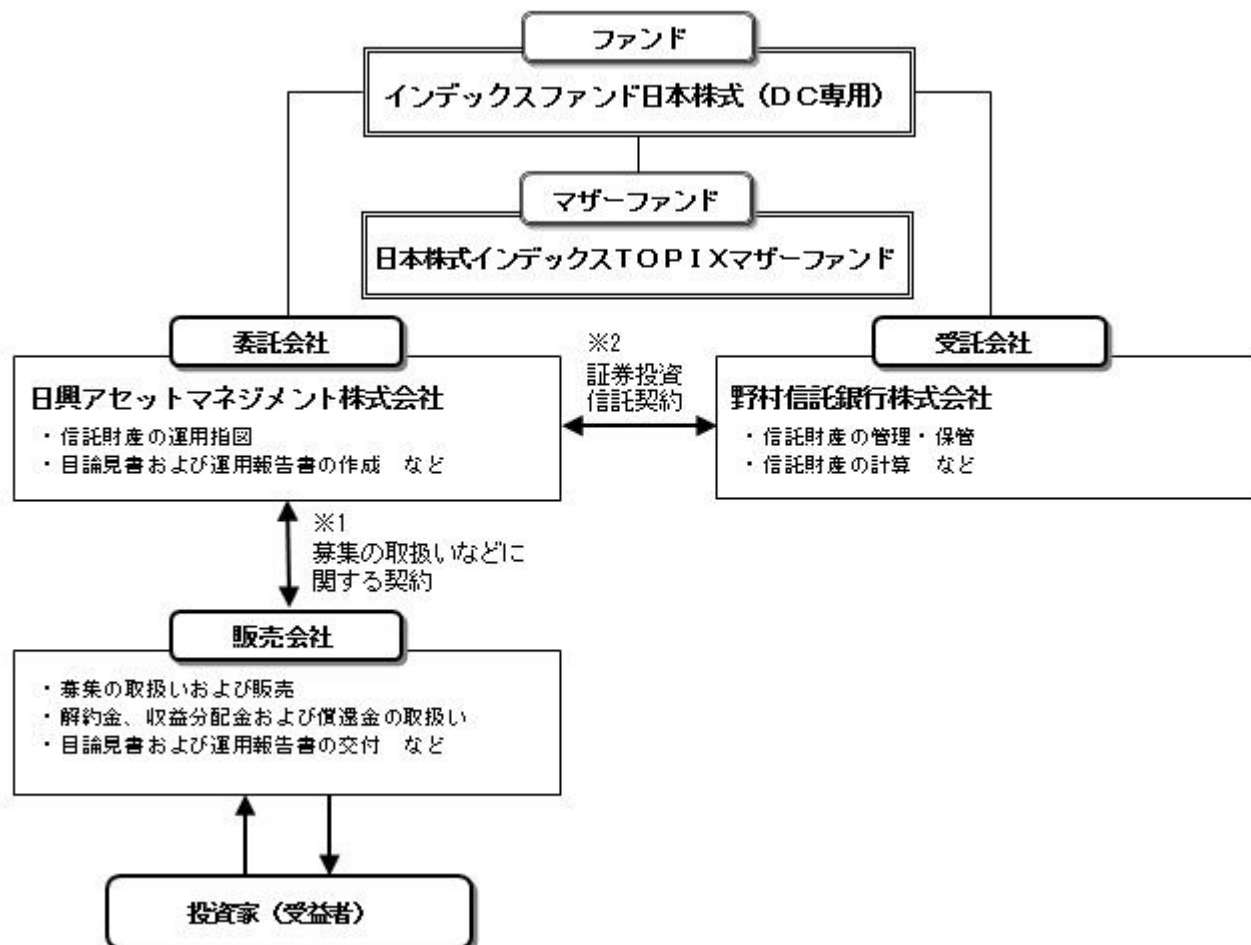 ファンド
インデックスファンド日本株式（DC専用）
マザーファンド
日本株式インデックスTOPIXマザーファンド
委託会社
日興アセットマネジメント株式会社
・信託財産の運用指図
・目論見書および運用報告書の作成　など
※2
証券投資
信託契約
受託会社
野村信託銀行株式会社
・信託財産の管理・保管
・信託財産の計算　など
※1
募集の取扱いなどに
関する契約
販売会社
・募集の取扱いおよび販売
・解約金、収益分配金および償還金の取扱い
・目論見書および運用報告書の交付　など
投資家（受益者）